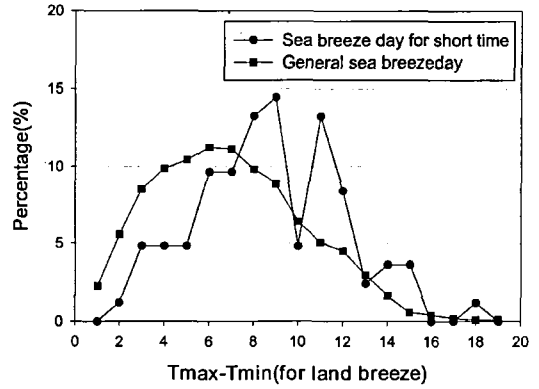 20
15
10
5
0
Percentage(%)
Sea breeze day for short time
General sea breezeday
0 2 4 6 8 10 12 14 16 18 20
Tmax-Tmin(for land breeze)